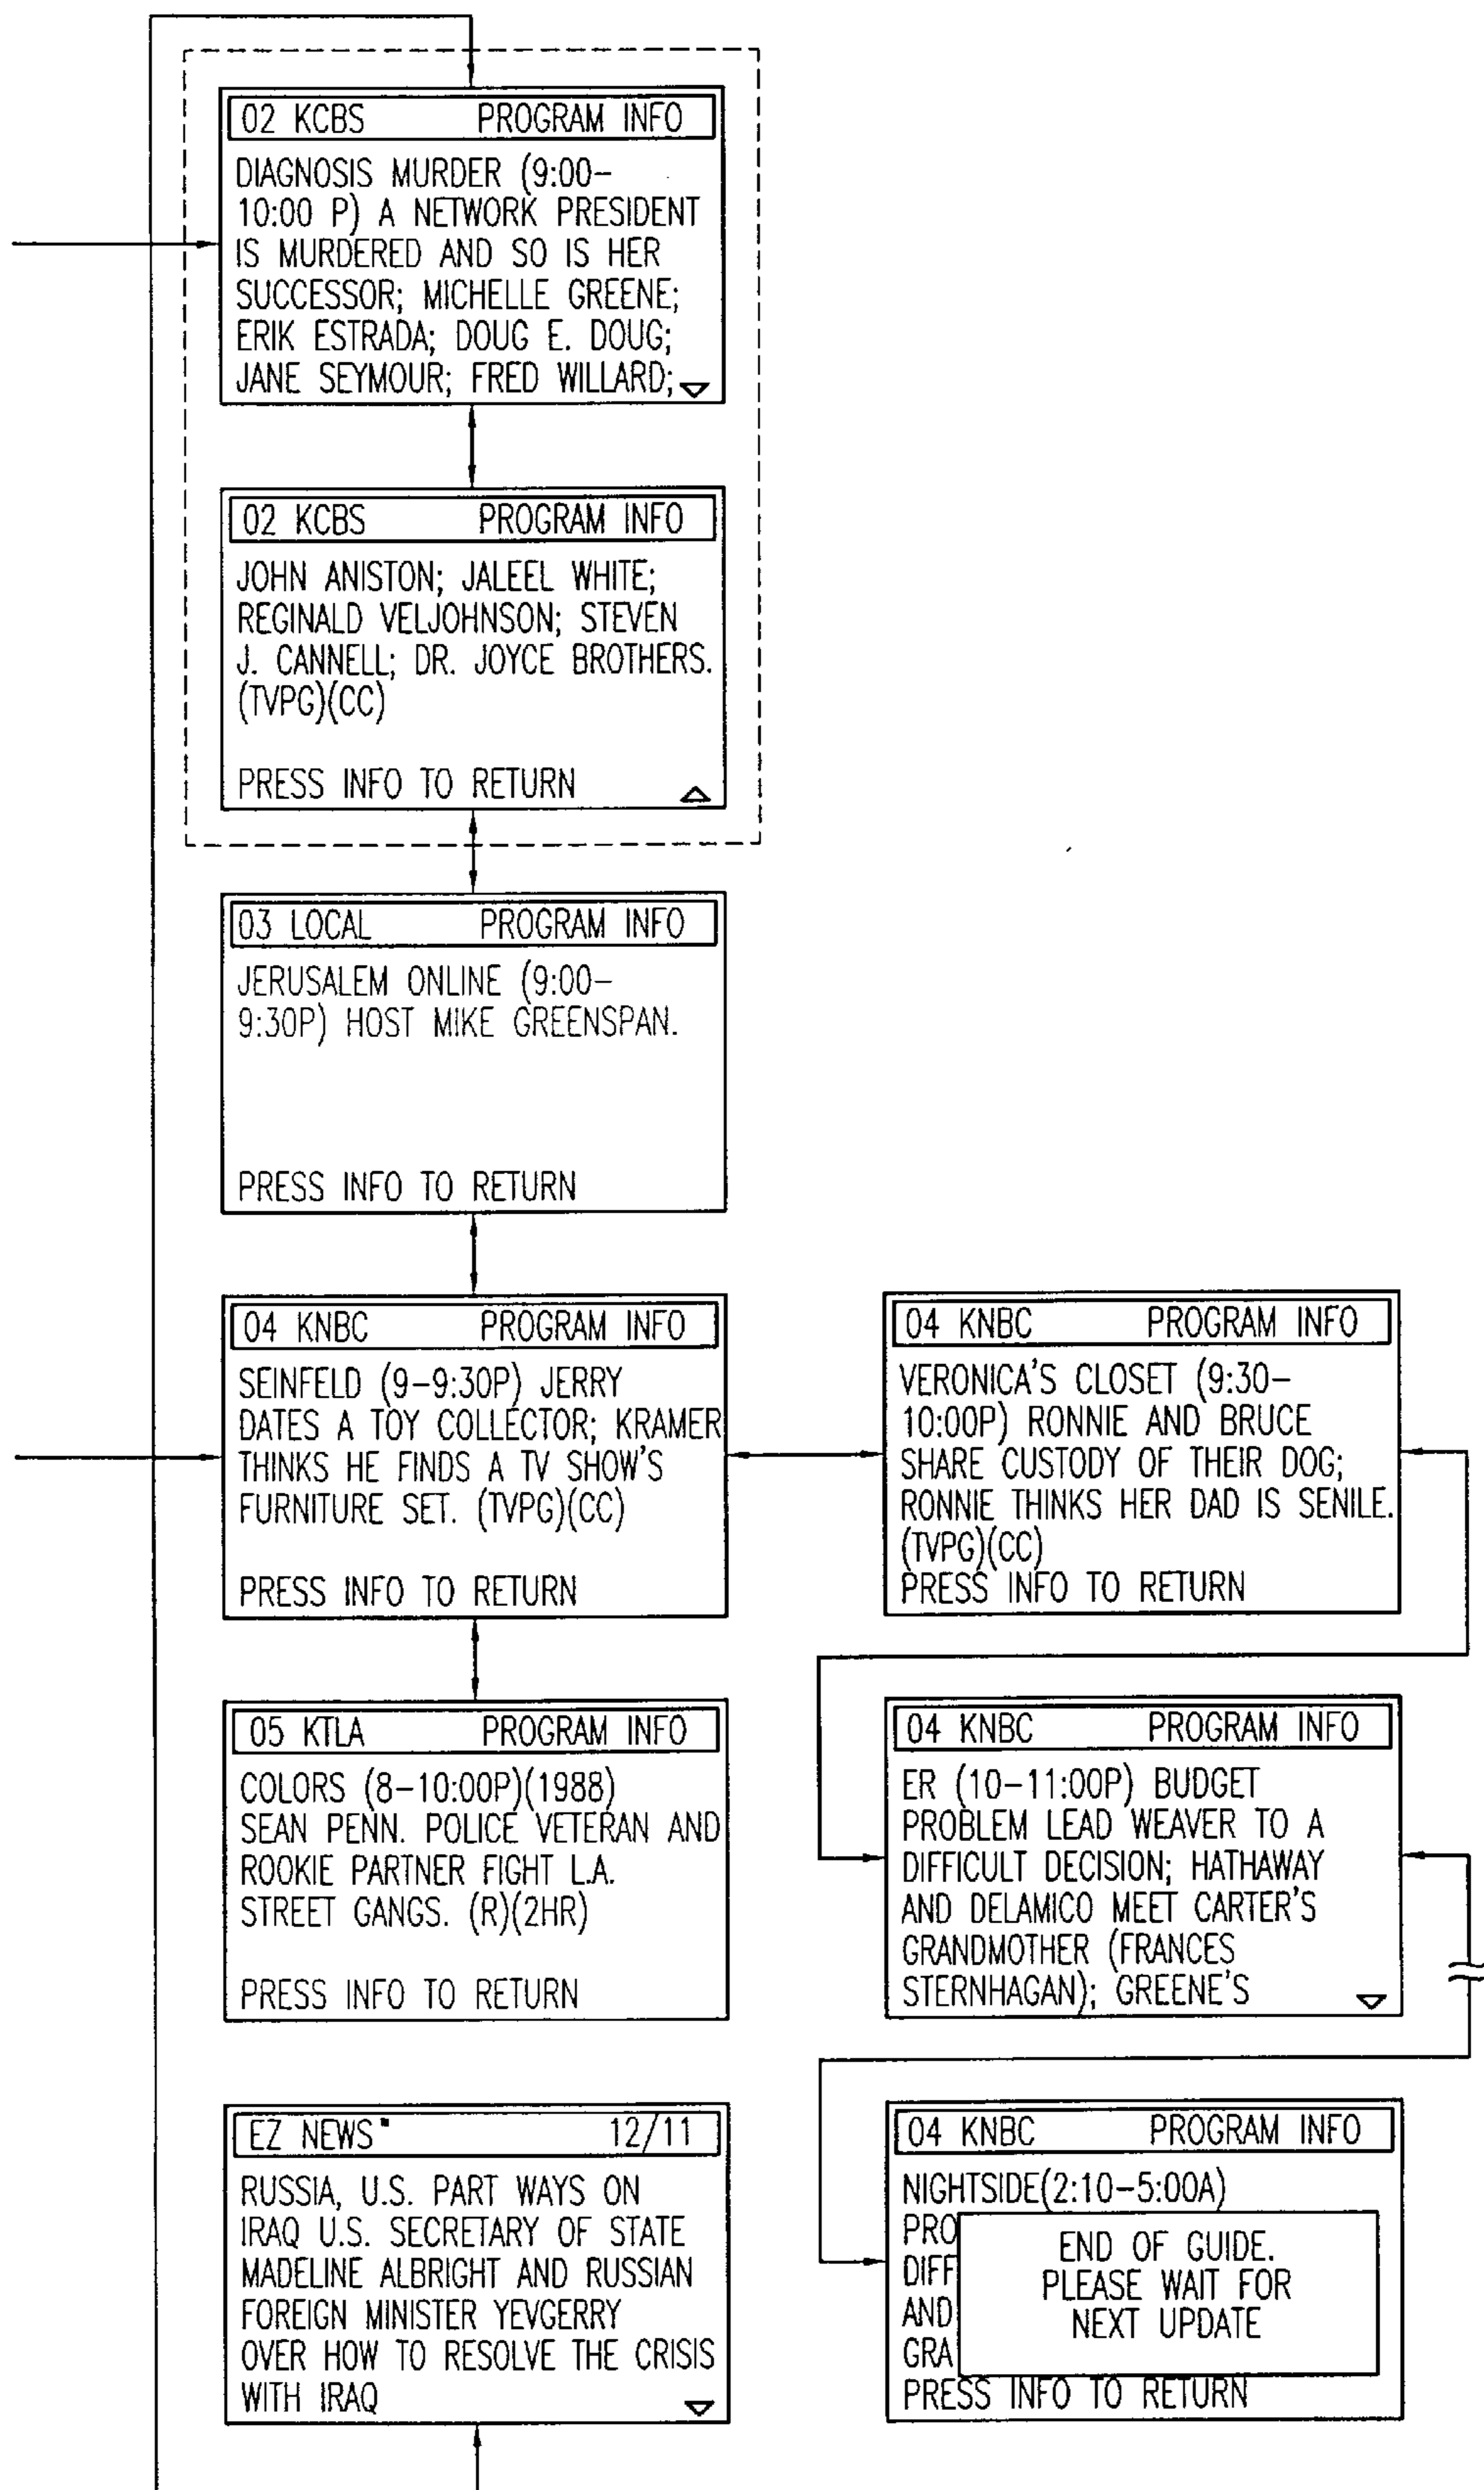 02 KCBS PROGRAM INFO
DIAGNOSIS MURDER (9:00–
10:00 P) A NETWORK PRESIDENT
IS MURDERED AND SO IS HER
SUCCESSOR; MICHELLE GREENE;
ERIK ESTRADA; DOUG E. DOUG;
JANE SEYMOUR; FRED WILLARD;
02 KCBS PROGRAM INFO
JOHN ANISTON; JALEEL WHITE;
REGINALD VELJOHNSON; STEVEN
J. CANNELL; DR. JOYCE BROTHERS.
(TVPG)(CC)
PRESS INFO TO RETURN
03 LOCAL PROGRAM INFO
JERUSALEM ONLINE (9:00–
9:30P) HOST MIKE GREENSPAN.
PRESS INFO TO RETURN
04 KNBC PROGRAM INFO
SEINFELD (9–9:30P) JERRY
DATES A TOY COLLECTOR; KRAMER
THINKS HE FINDS A TV SHOW'S
FURNITURE SET. (TVPG)(CC)
PRESS INFO TO RETURN
04 KNBC PROGRAM INFO
VERONICA'S CLOSET (9:30–
10:00P) RONNIE AND BRUCE
SHARE CUSTODY OF THEIR DOG;
RONNIE THINKS HER DAD IS SENILE.
(TVPG)(CC)
PRESS INFO TO RETURN
05 KTLA PROGRAM INFO
COLORS (8–10:00P)(1988)
SEAN PENN. POLICE VETERAN AND
ROOKIE PARTNER FIGHT L.A.
STREET GANGS. (R)(2HR)
PRESS INFO TO RETURN
04 KNBC PROGRAM INFO
ER (10–11:00P) BUDGET
PROBLEM LEAD WEAVER TO A
DIFFICULT DECISION; HATHAWAY
AND DELAMICO MEET CARTER'S
GRANDMOTHER (FRANCES
STERNHAGAN); GREENE'S
EZ NEWS" 12/11
RUSSIA, U.S. PART WAYS ON
IRAQ U.S. SECRETARY OF STATE
MADELINE ALBRIGHT AND RUSSIAN
FOREIGN MINISTER YEVGERRY
OVER HOW TO RESOLVE THE CRISIS
WITH IRAQ
04 KNBC PROGRAM INFO
NIGHTSIDE(2:10–5:00A)
PRO
DIFF
AND
GRA
END OF GUIDE.
PLEASE WAIT FOR
NEXT UPDATE
PRESS INFO TO RETURN